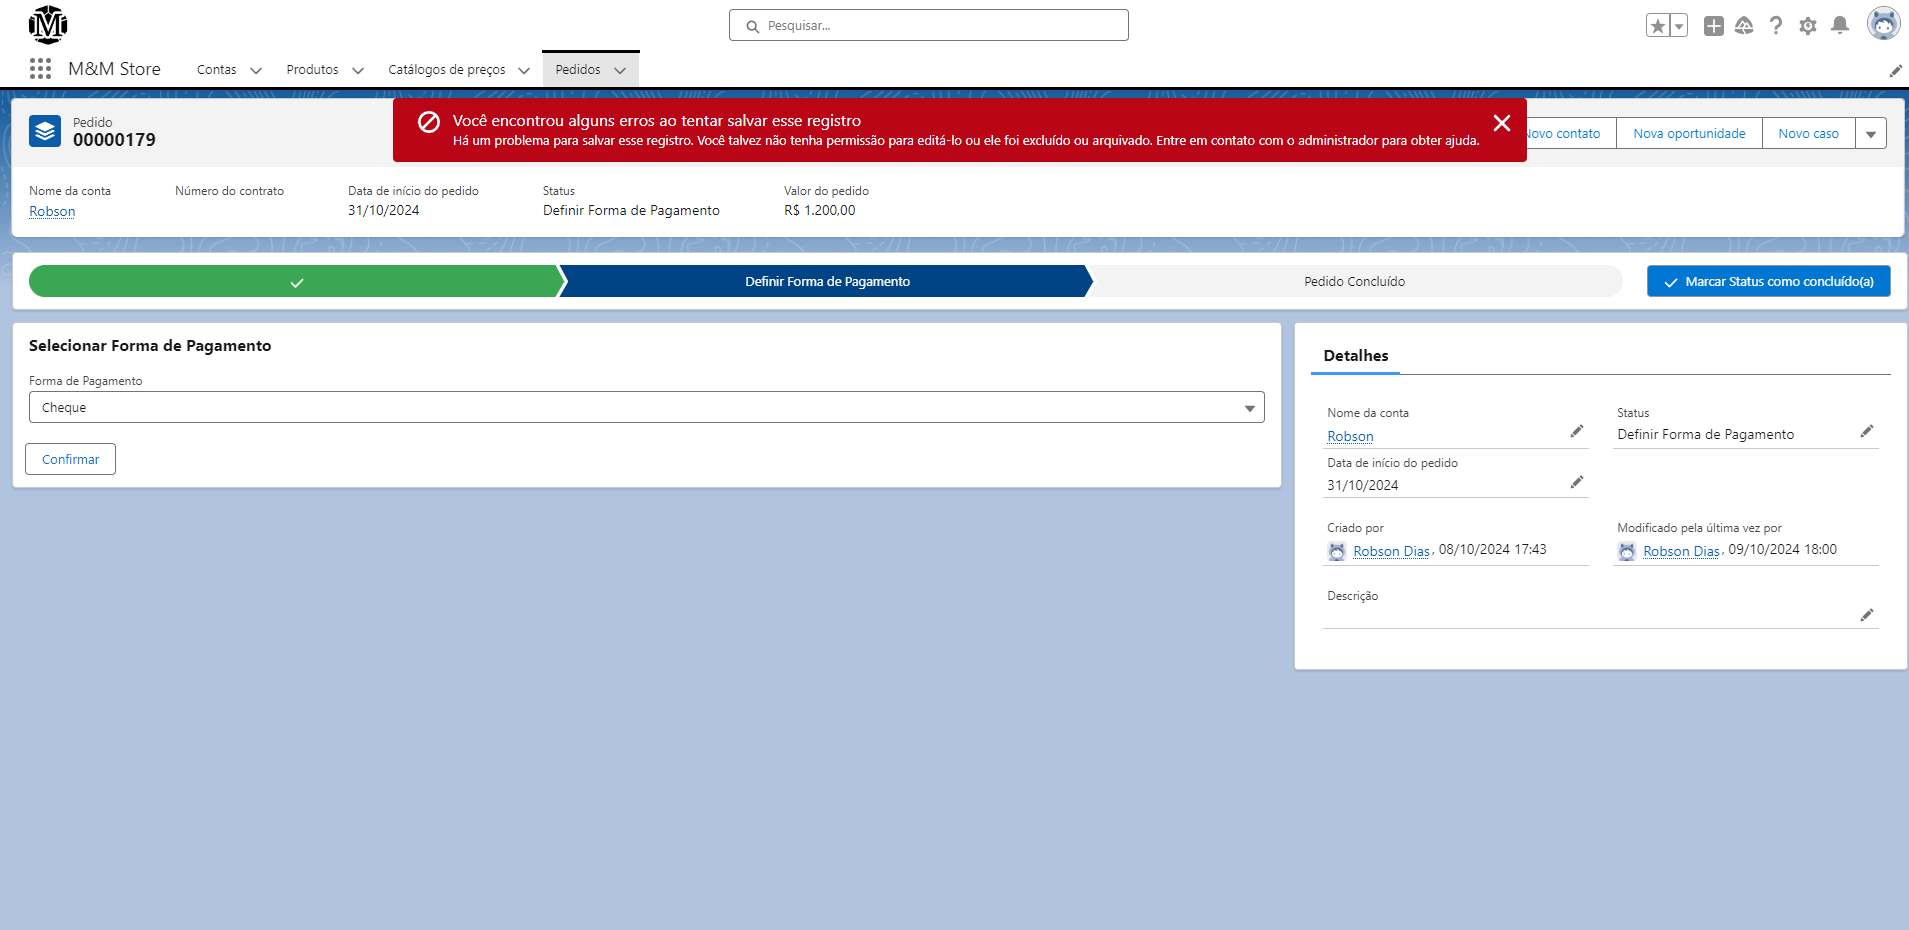 Pesquisar...
M&M Store
Contas
Produtos
Catálogos de preços
Pedidos
Pedido
00000179
Você encontrou alguns erros ao tentar salvar esse registro
Há um problema para salvar esse registro. Você talvez não tenha permissão para editá-lo ou ele foi excluído ou arquivado. Entre em contato com o administrador para obter ajuda.
Novo contato
Nova oportunidade
Novo caso
Nome da conta
Robson
Número do contrato
Data de início do pedido
31/10/2024
Status
Definir Forma de Pagamento
Valor do pedido
R$ 1.200,00
Definir Forma de Pagamento
Pedido Concluído
Marcar Status como concluído(a)
Selecionar Forma de Pagamento
Forma de Pagamento
Cheque
Confirmar
Detalhes
Nome da conta
Robson
Status
Definir Forma de Pagamento
Data de início do pedido
31/10/2024
Criado por
Robson Dias, 08/10/2024 17:43
Modificado pela última vez por
Robson Dias, 09/10/2024 18:00
Descrição